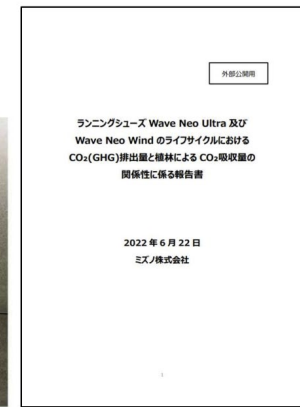 外部公開用
ランニングシューズ Wave Neo Ultra 及び
Wave Neo Wind のライフサイクルにおける
CO₂(GHG)排出量と植林による CO₂吸収量の
関係性に係る報告書
2022 年 6 月 22 日
ミズノ株式会社
1